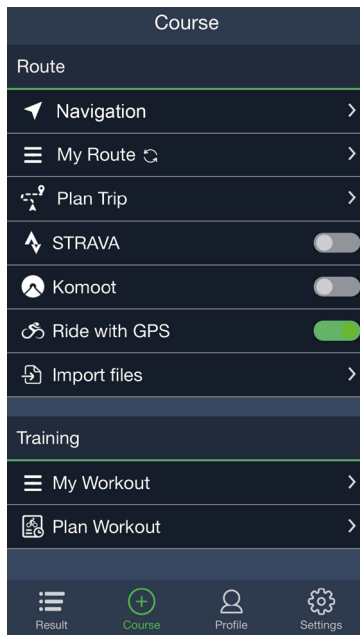 Course
Route
Navigation
My Route
Plan Trip
STRAVA
Komoot
Ride with GPS
Import files
Training
My Workout
Plan Workout
Result Course Profile Settings